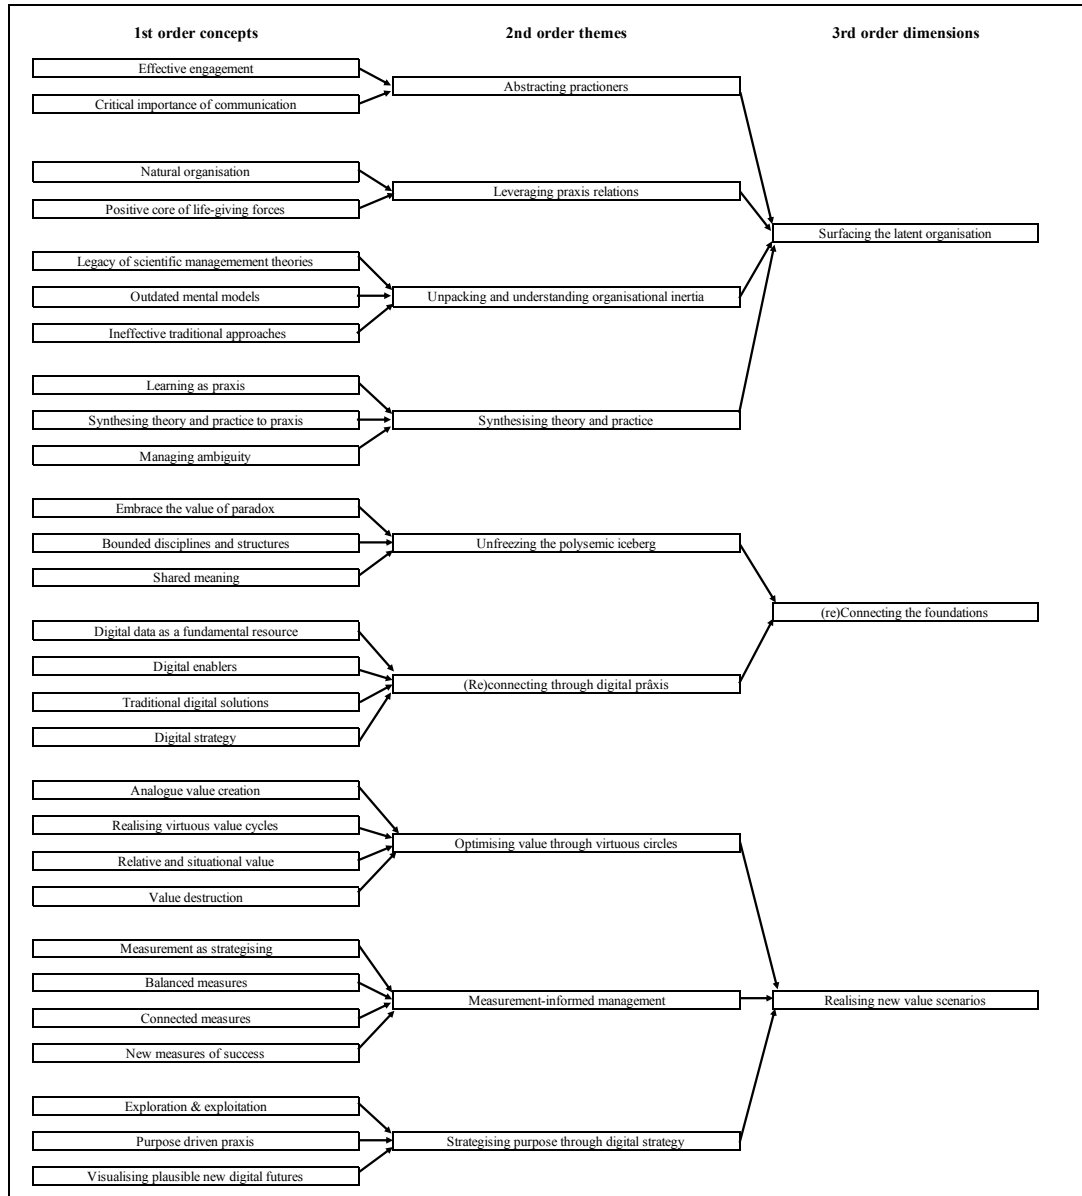 1st order concepts
2nd order themes
3rd order dimensions
Effective engagement
Critical importance of communication
Abstracting practioners
Natural organisation
Positive core of life-giving forces
Leveraging praxis relations
Surfacing the latent organisation
Legacy of scientific managemement theories
Outdated mental models
Ineffective traditional approaches
Unpacking and understanding organisational inertia
Learning as praxis
Synthesing theory and practice to praxis
Managing ambiguity
Synthesising theory and practice
Embrace the value of paradox
Bounded disciplines and structures
Shared meaning
Unfreezing the polysemic iceberg
(re)Connecting the foundations
Digital data as a fundamental resource
Digital enablers
Traditional digital solutions
Digital strategy
(Re)connecting through digital prâxis
Analogue value creation
Realising virtuous value cycles
Relative and situational value
Value destruction
Optimising value through virtuous circles
Measurement as strategising
Balanced measures
Connected measures
New measures of success
Measurement-informed management
Realising new value scenarios
Exploration & exploitation
Purpose driven praxis
Visualising plausible new digital futures
Strategising purpose through digital strategy